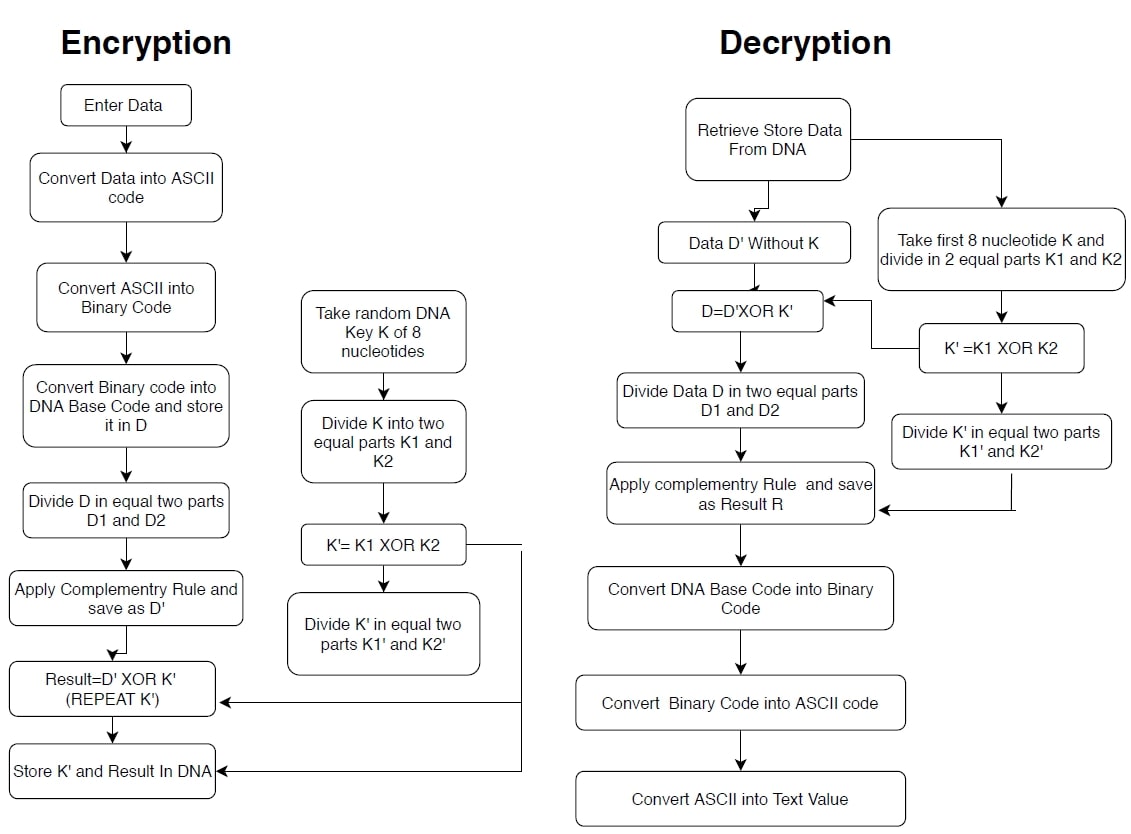 Encryption
Enter Data
Convert Data into ASCII
code
Convert ASCII into
Binary Code
Convert Binary code into
DNA Base Code and store
it in D
Divide D in equal two parts
D1 and D2
Apply Complementry Rule and
save as D'
Result=D' XOR K'
(REPEAT K')
Store K' and Result In DNA
Take random DNA
Key K of 8
nucleotides
Divide K into two
equal parts K1 and
K2
K'= K1 XOR K2
Divide K' in equal two
parts K1' and K2'
Decryption
Retrieve Store Data
From DNA
Data D' Without K
D=D'XOR K'
Divide Data D in two equal parts
D1 and D2
Apply complementry Rule and save
as Result R
Convert DNA Base Code into Binary
Code
Convert Binary Code into ASCII code
Convert ASCII into Text Value
Take first 8 nucleotide K and
divide in 2 equal parts K1 and K2
K' =K1 XOR K2
Divide K' in equal two parts
K1' and K2'